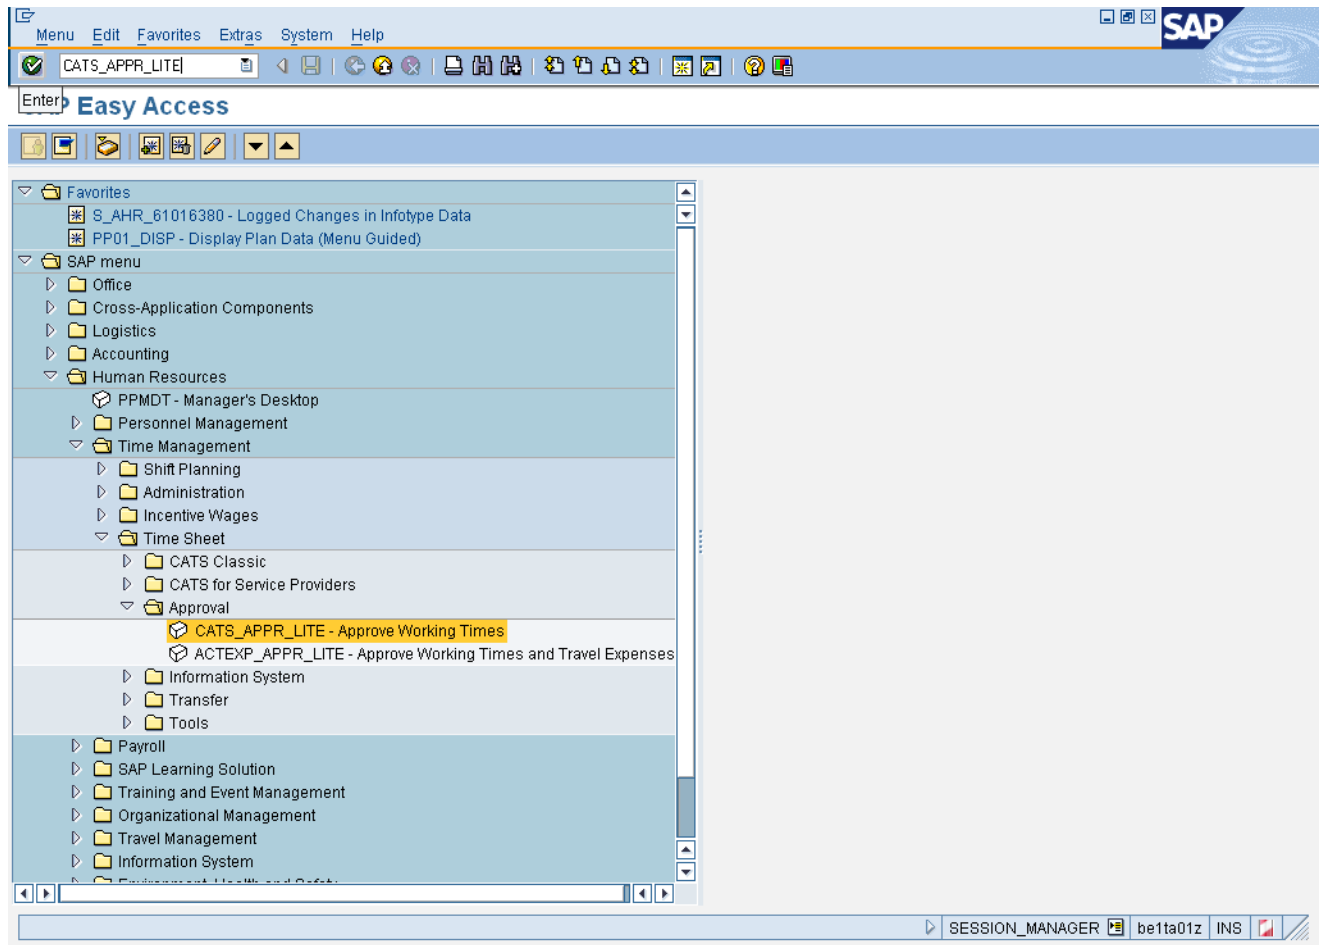 Menu Edit Favorites Extras System Help
SAP
CATS_APPR_LITE
Enter
Easy Access
Favorites
S_AHR_61016380 - Logged Changes in Infotype Data
PP01_DISP - Display Plan Data (Menu Guided)
SAP menu
Office
Cross-Application Components
Logistics
Accounting
Human Resources
PPMDT - Manager's Desktop
Personnel Management
Time Management
Shift Planning
Administration
Incentive Wages
Time Sheet
CATS Classic
CATS for Service Providers
Approval
CATS_APPR_LITE - Approve Working Times
ACTEXP_APPR_LITE - Approve Working Times and Travel Expenses
Information System
Transfer
Tools
Payroll
SAP Learning Solution
Training and Event Management
Organizational Management
Travel Management
Information System
Environment, Health and Safety
SESSION_MANAGER be1ta01z INS